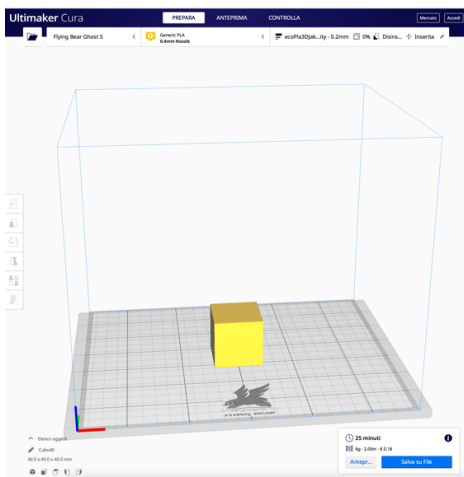 Ultimaker Cura
PREPARA
ANTEPRIMA
CONTROLLA
Mercato
Accedi
Flying Bear Ghost 5
Generic PLA
0.4mm Nozzle
ecoPla3DJak...ity - 0.2mm
0%
Disins...
Inserita
Elenco oggetti
Cubo40
40.0 x 40.0 x 40.0 mm
25 minuti
6g · 2.09m · € 0.18
Antepr...
Salva su File